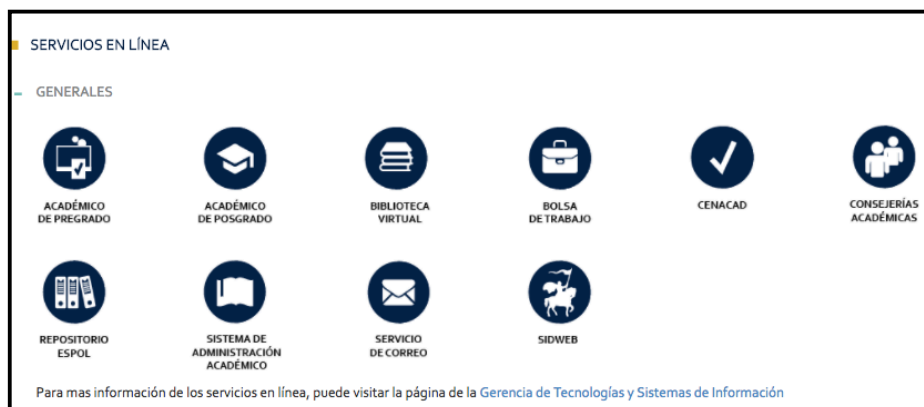 SERVICIOS EN LÍNEA
GENERALES
ACADÉMICO
DE PREGRADO
ACADÉMICO
DE POSGRADO
BIBLIOTECA
VIRTUAL
BOLSA
DE TRABAJO
CENACAD
CONSEJERÍAS
ACADÉMICAS
REPOSITORIO
ESPOL
SISTEMA DE
ADMINISTRACIÓN
ACADÉMICO
SERVICIO
DE CORREO
SIDWEB
Para mas información de los servicios en línea, puede visitar la página de la Gerencia de Tecnologías y Sistemas de Información